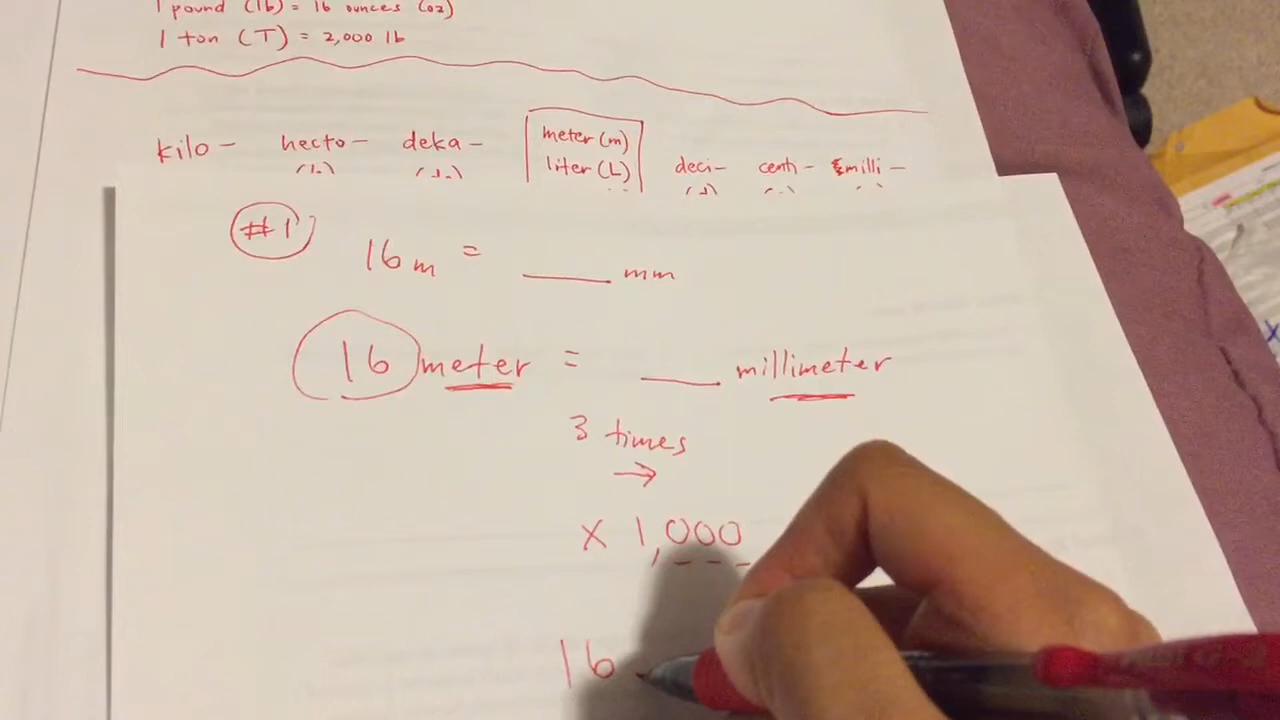 1 pound (lb) = 16 ounces (oz)
1 ton (T) = 2,000 lb
kilo- hecto- deka- meter (m) deci- centi- milli-
liter (L)
(h) (d)
#1
16 m = ____ mm
16 meter = ____ millimeter
3 times
→
x 1,000
16